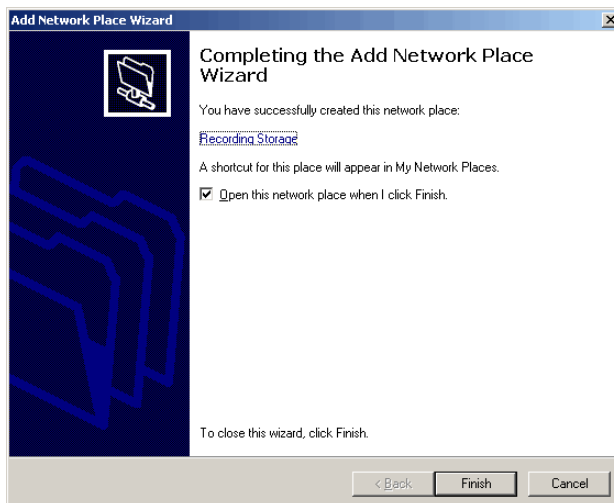 Add Network Place Wizard
Completing the Add Network Place
Wizard
You have successfully created this network place:
Recording Storage
A shortcut for this place will appear in My Network Places.
Open this network place when I click Finish.
To close this wizard, click Finish.
< Back
Finish
Cancel